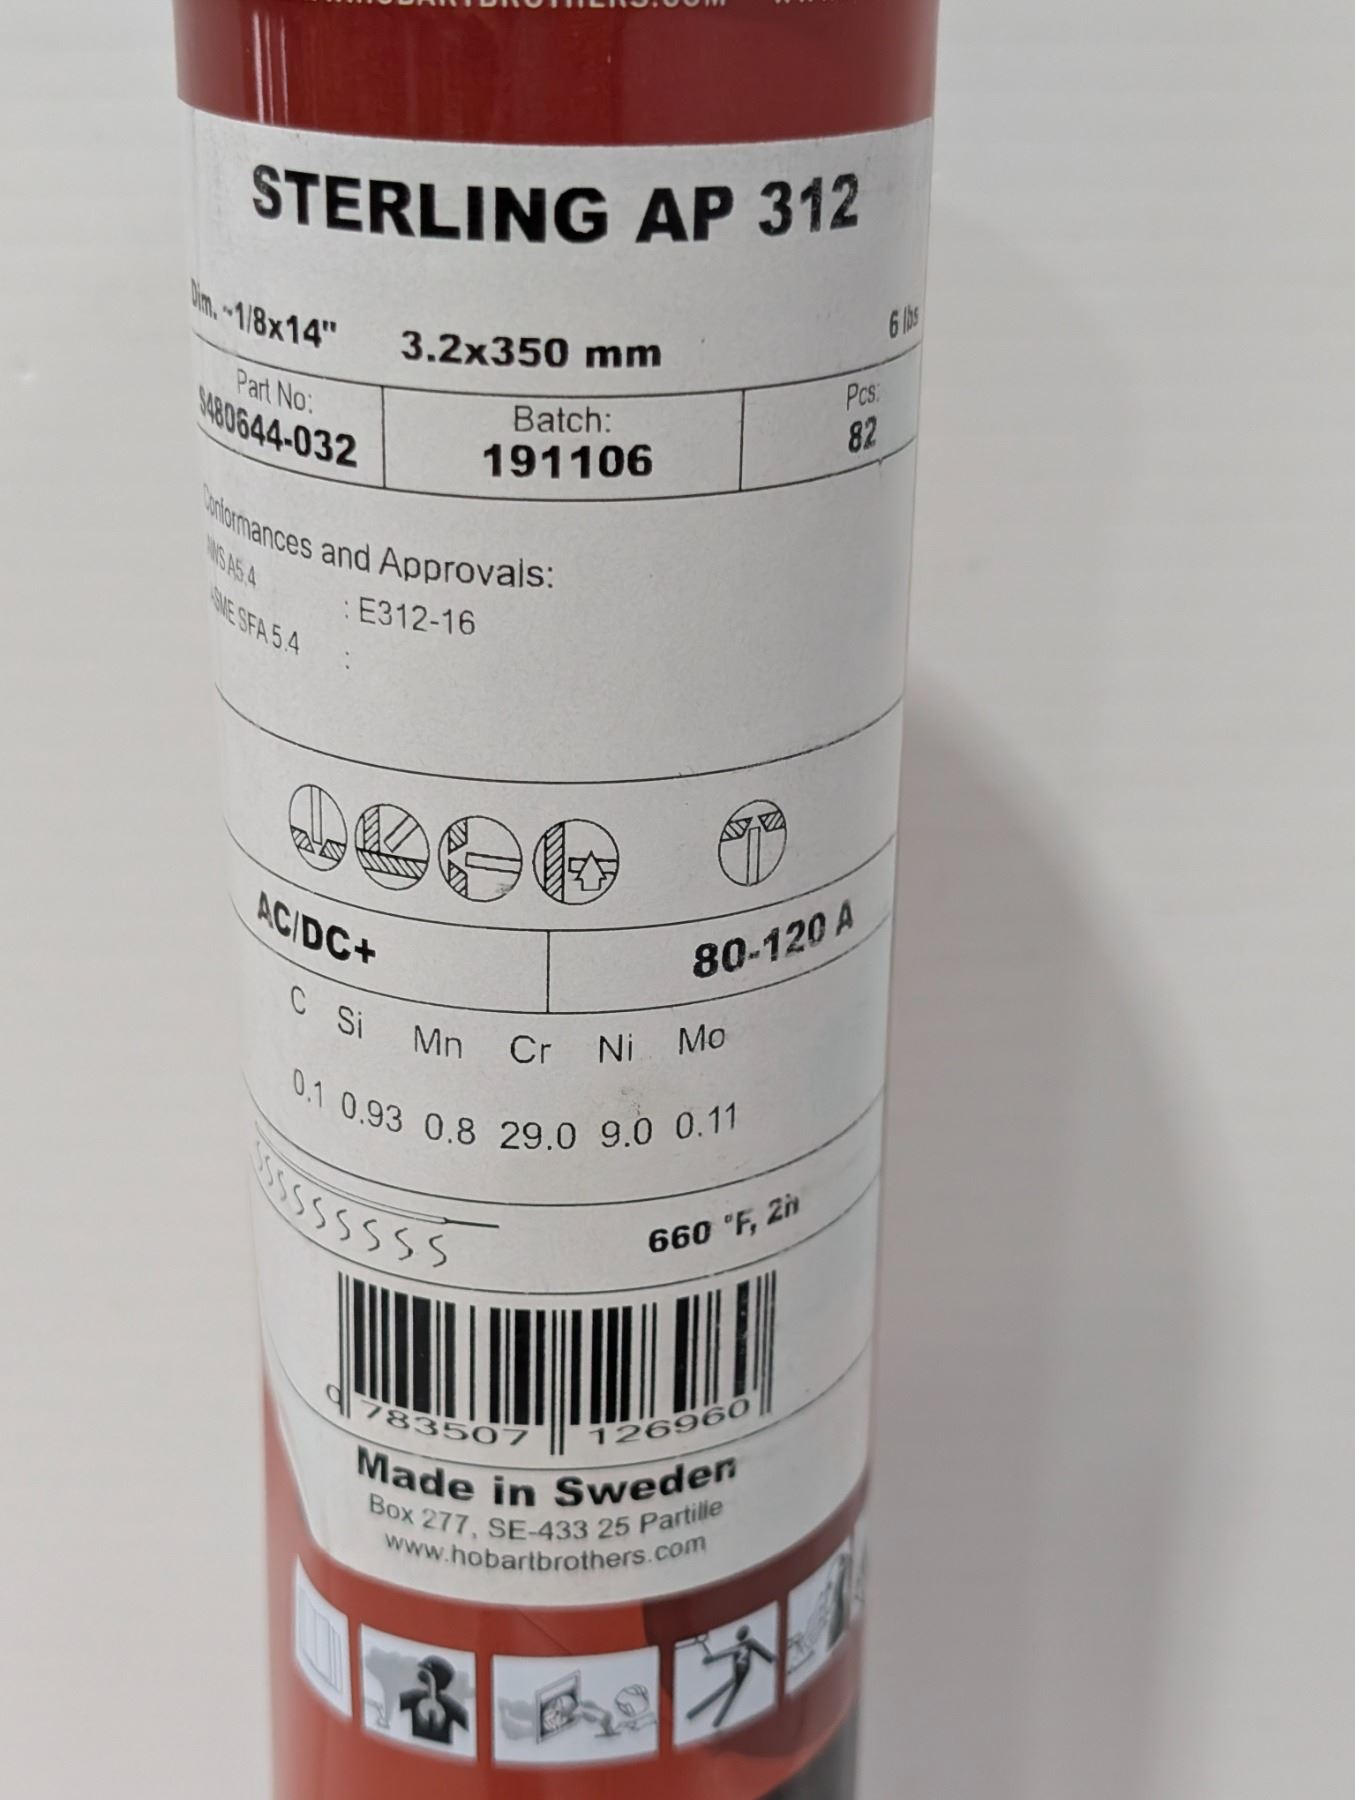 STERLING AP 312
Dim. ~1/8x14" 3.2x350 mm 6 lbs
Part No: Batch: Pcs:
S480644-032 191106 82
Conformances and Approvals:
AWS A5.4 : E312-16
ASME SFA 5.4 :
AC/DC+ 80-120 A
C Si Mn Cr Ni Mo
0.1 0.93 0.8 29.0 9.0 0.11
660 °F, 2h
0 783507 126960
Made in Sweden
Box 277, SE-433 25 Partille
www.hobartbrothers.com